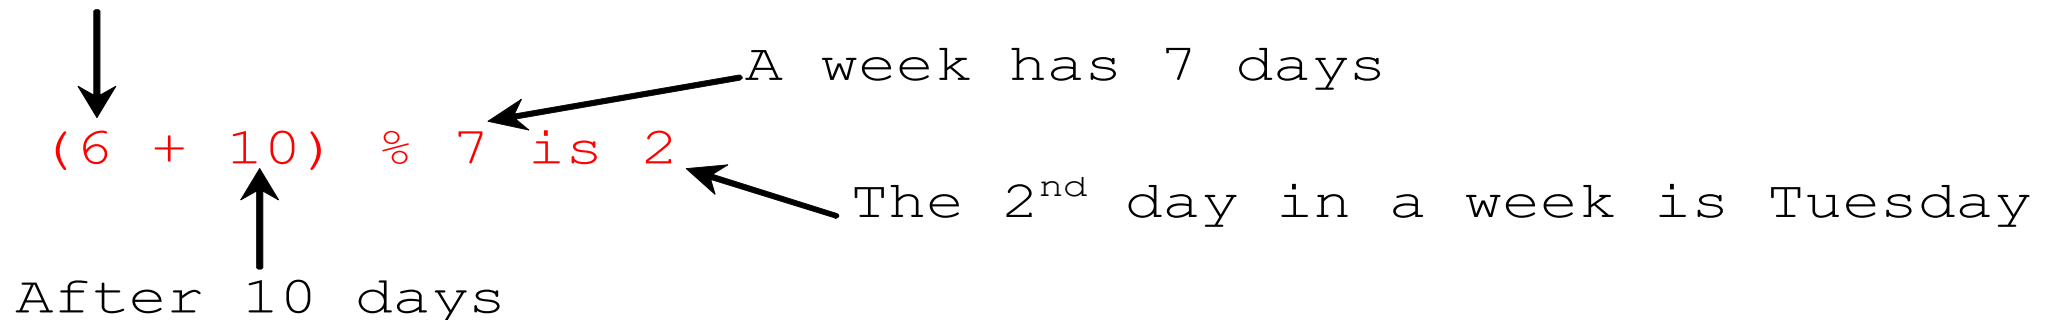 A week has 7 days
(6 + 10) % 7 is 2
The 2nd day in a week is Tuesday
After 10 days